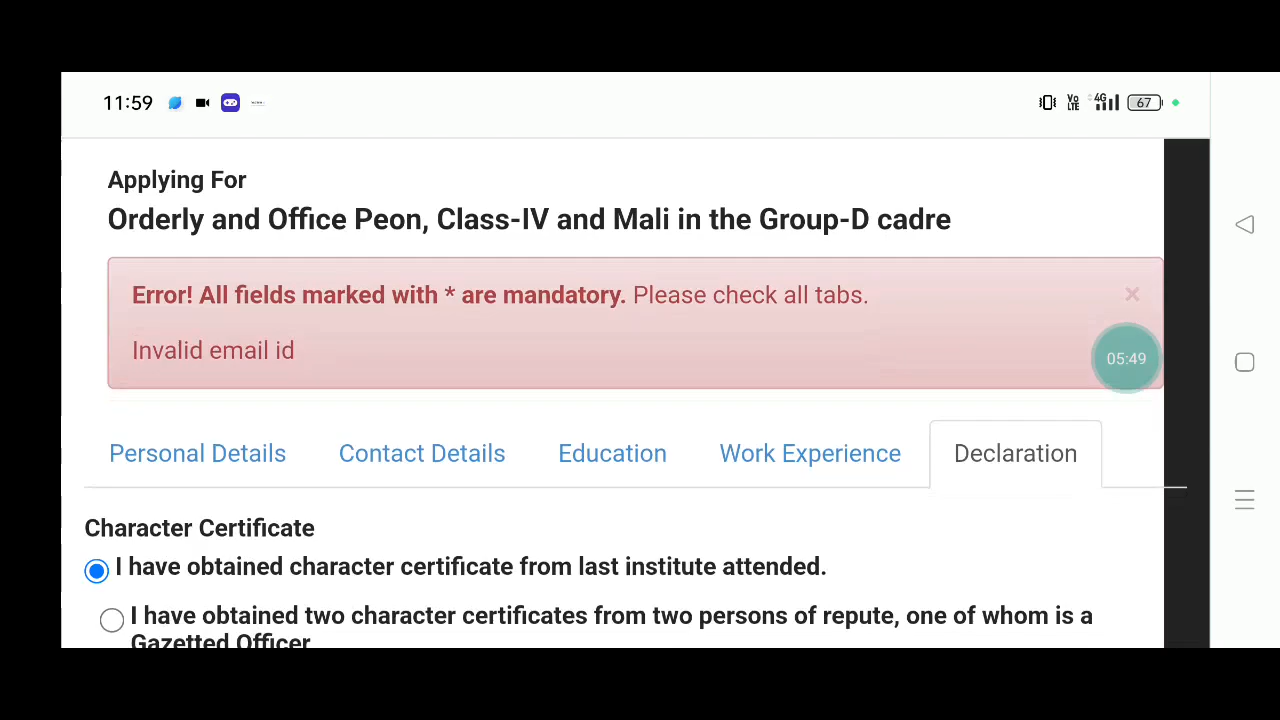 11:59
Vo LTE 4G 67
Applying For
Orderly and Office Peon, Class-IV and Mali in the Group-D cadre
Error! All fields marked with * are mandatory. Please check all tabs. ×
Invalid email id
05:49
Personal Details Contact Details Education Work Experience Declaration
Character Certificate
I have obtained character certificate from last institute attended.
I have obtained two character certificates from two persons of repute, one of whom is a
Gazetted Officer